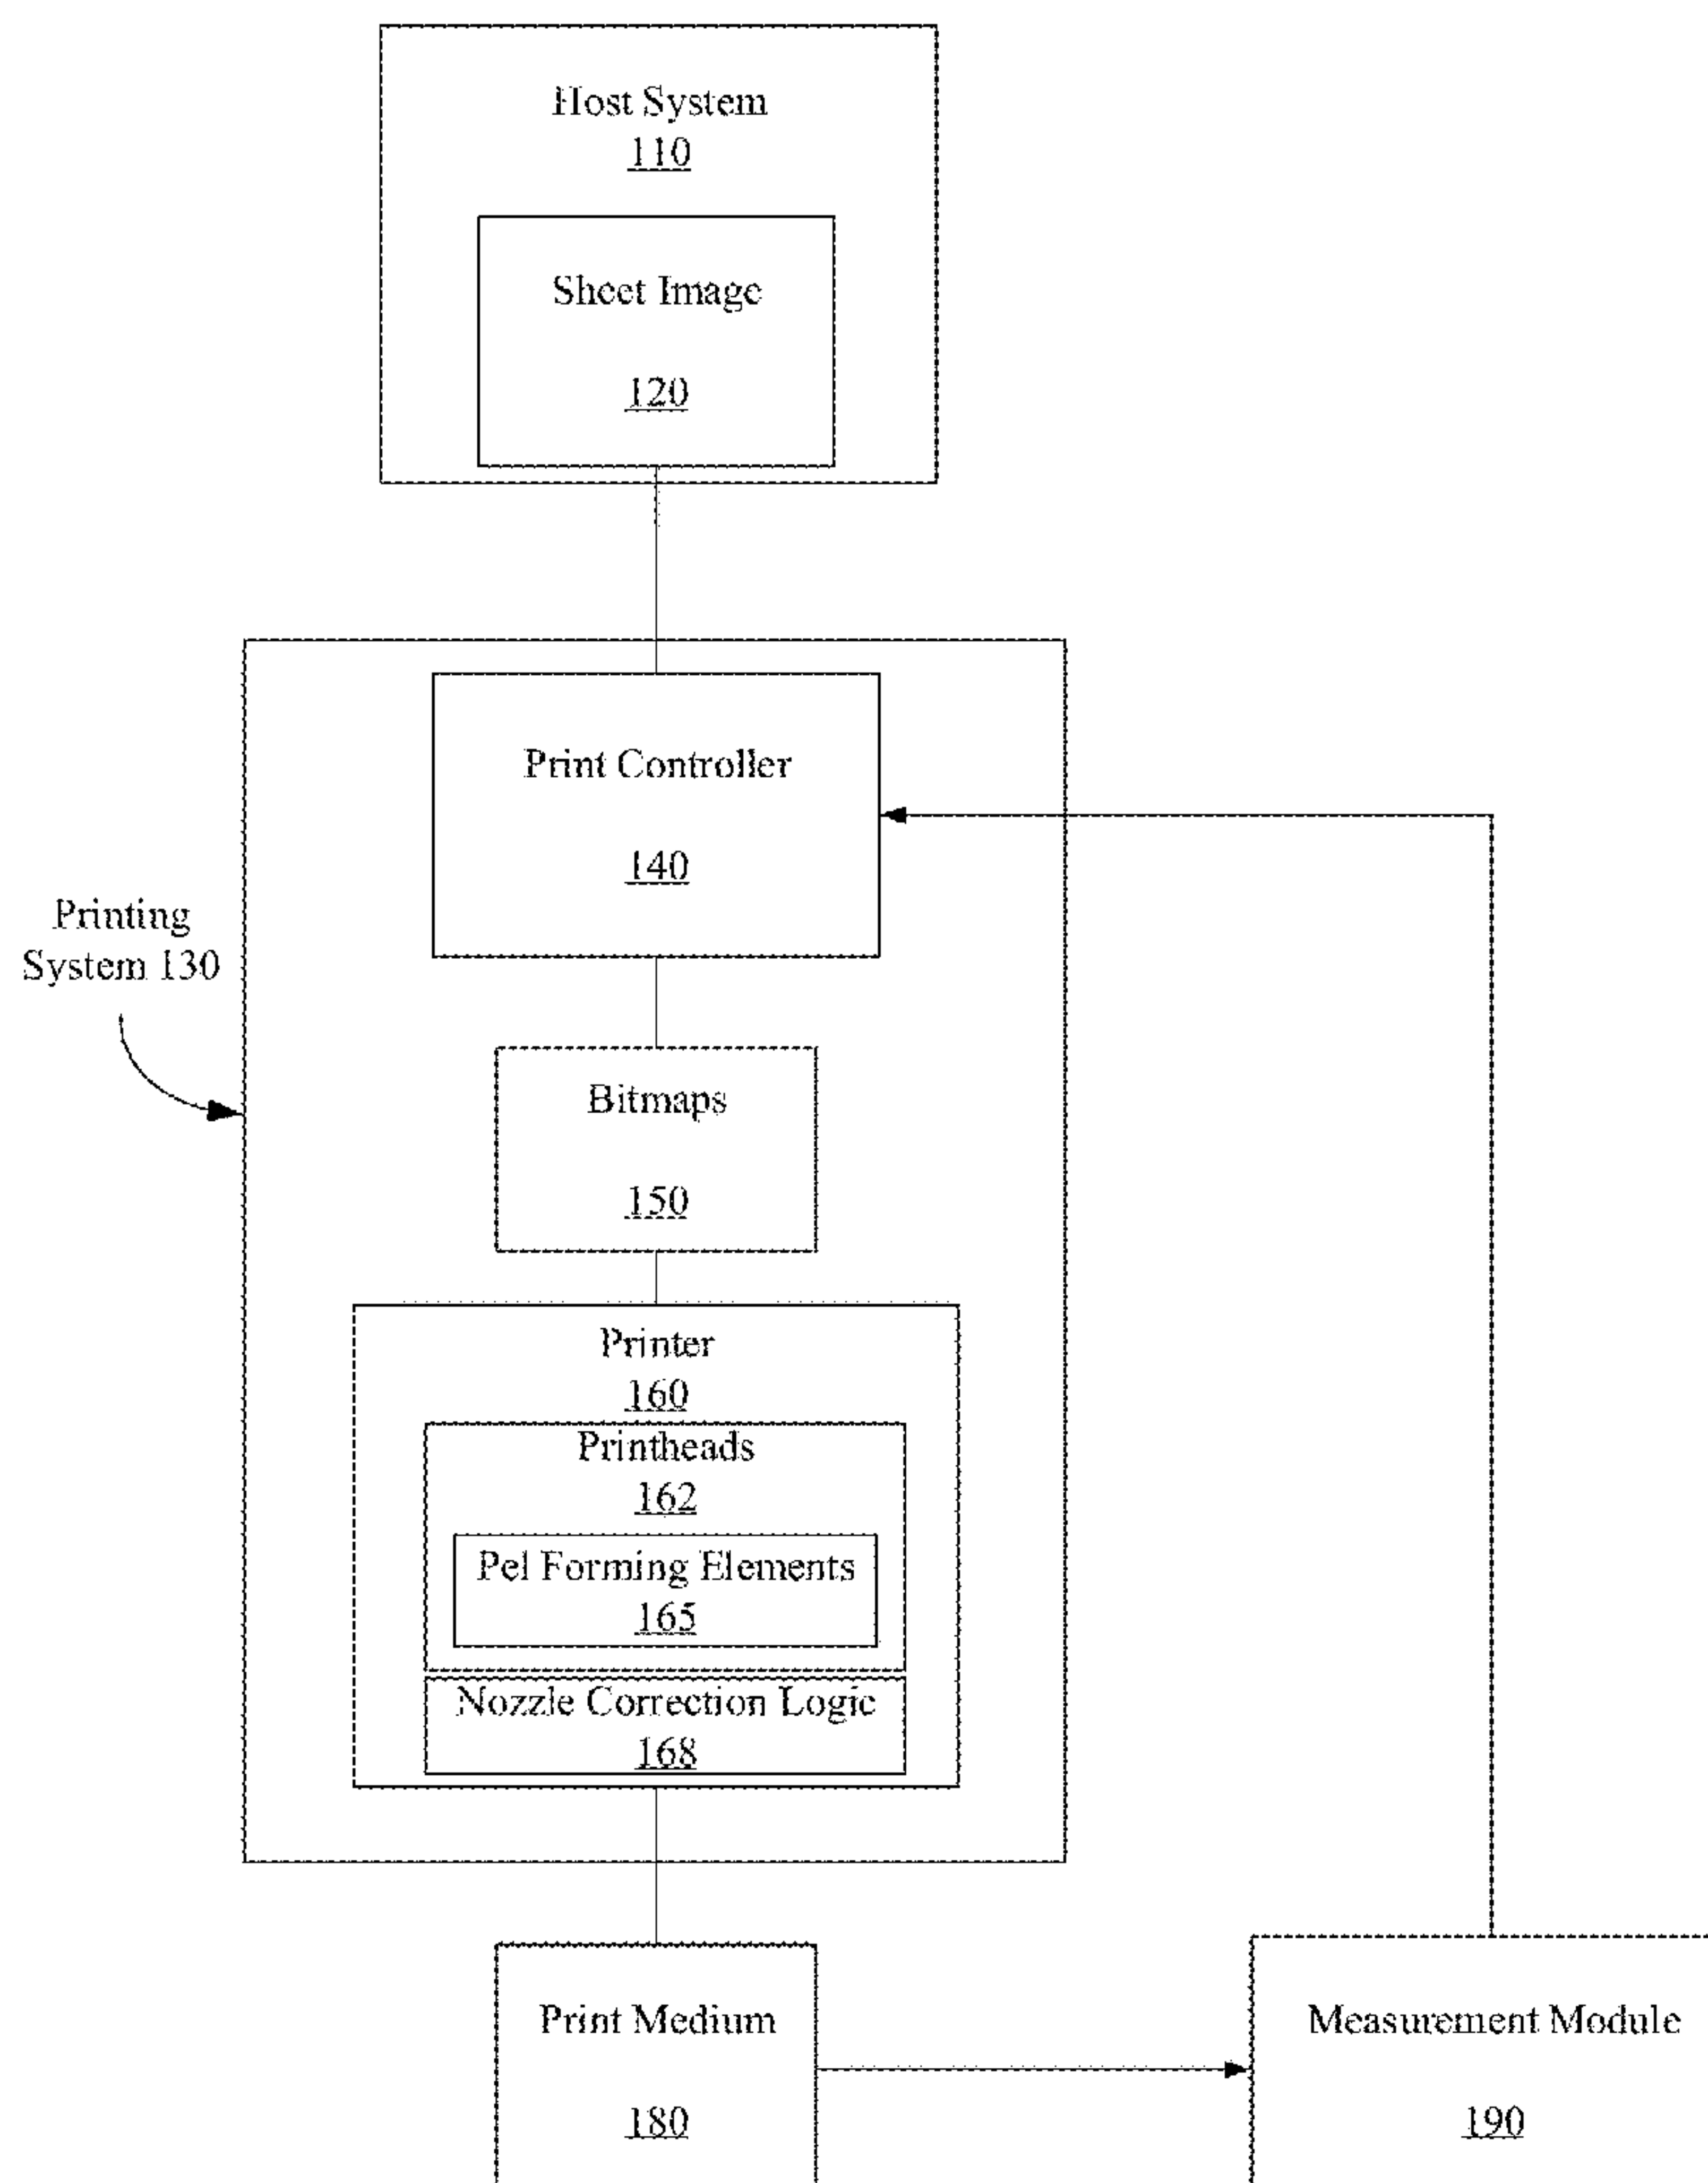 Host System
110
Sheet Image
120
Print Controller
140
Printing
System 130
Bitmaps
150
Printer
160
Printheads
162
Pel Forming Elements
165
Nozzle Correction Logic
168
Print Medium
180
Measurement Module
190